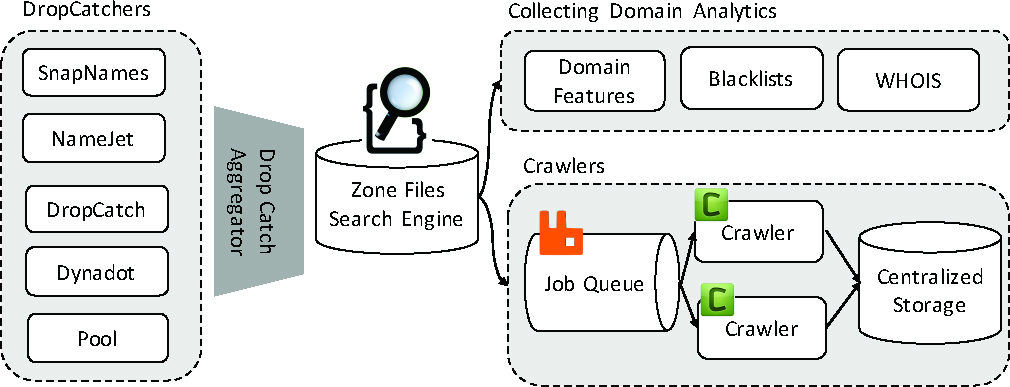 DropCatchers
SnapNames
NameJet
DropCatch
Dynadot
Pool
Drop Catch
Aggregator
Zone Files
Search Engine
Collecting Domain Analytics
Domain
Features
Blacklists
WHOIS
Crawlers
Job Queue
C
Crawler
C
Crawler
Centralized
Storage